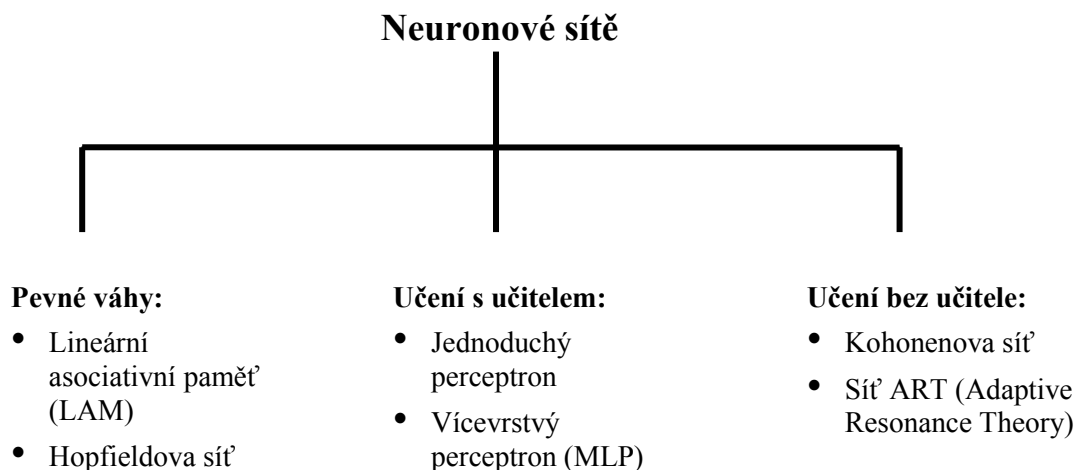 Neuronové sítě
Pevné váhy:
• Lineární
asociativní paměť
(LAM)
• Hopfieldova síť
Učení s učitelem:
• Jednoduchý
perceptron
• Vícevrstvý
perceptron (MLP)
Učení bez učitele:
• Kohonenova síť
• Síť ART (Adaptive
Resonance Theory)